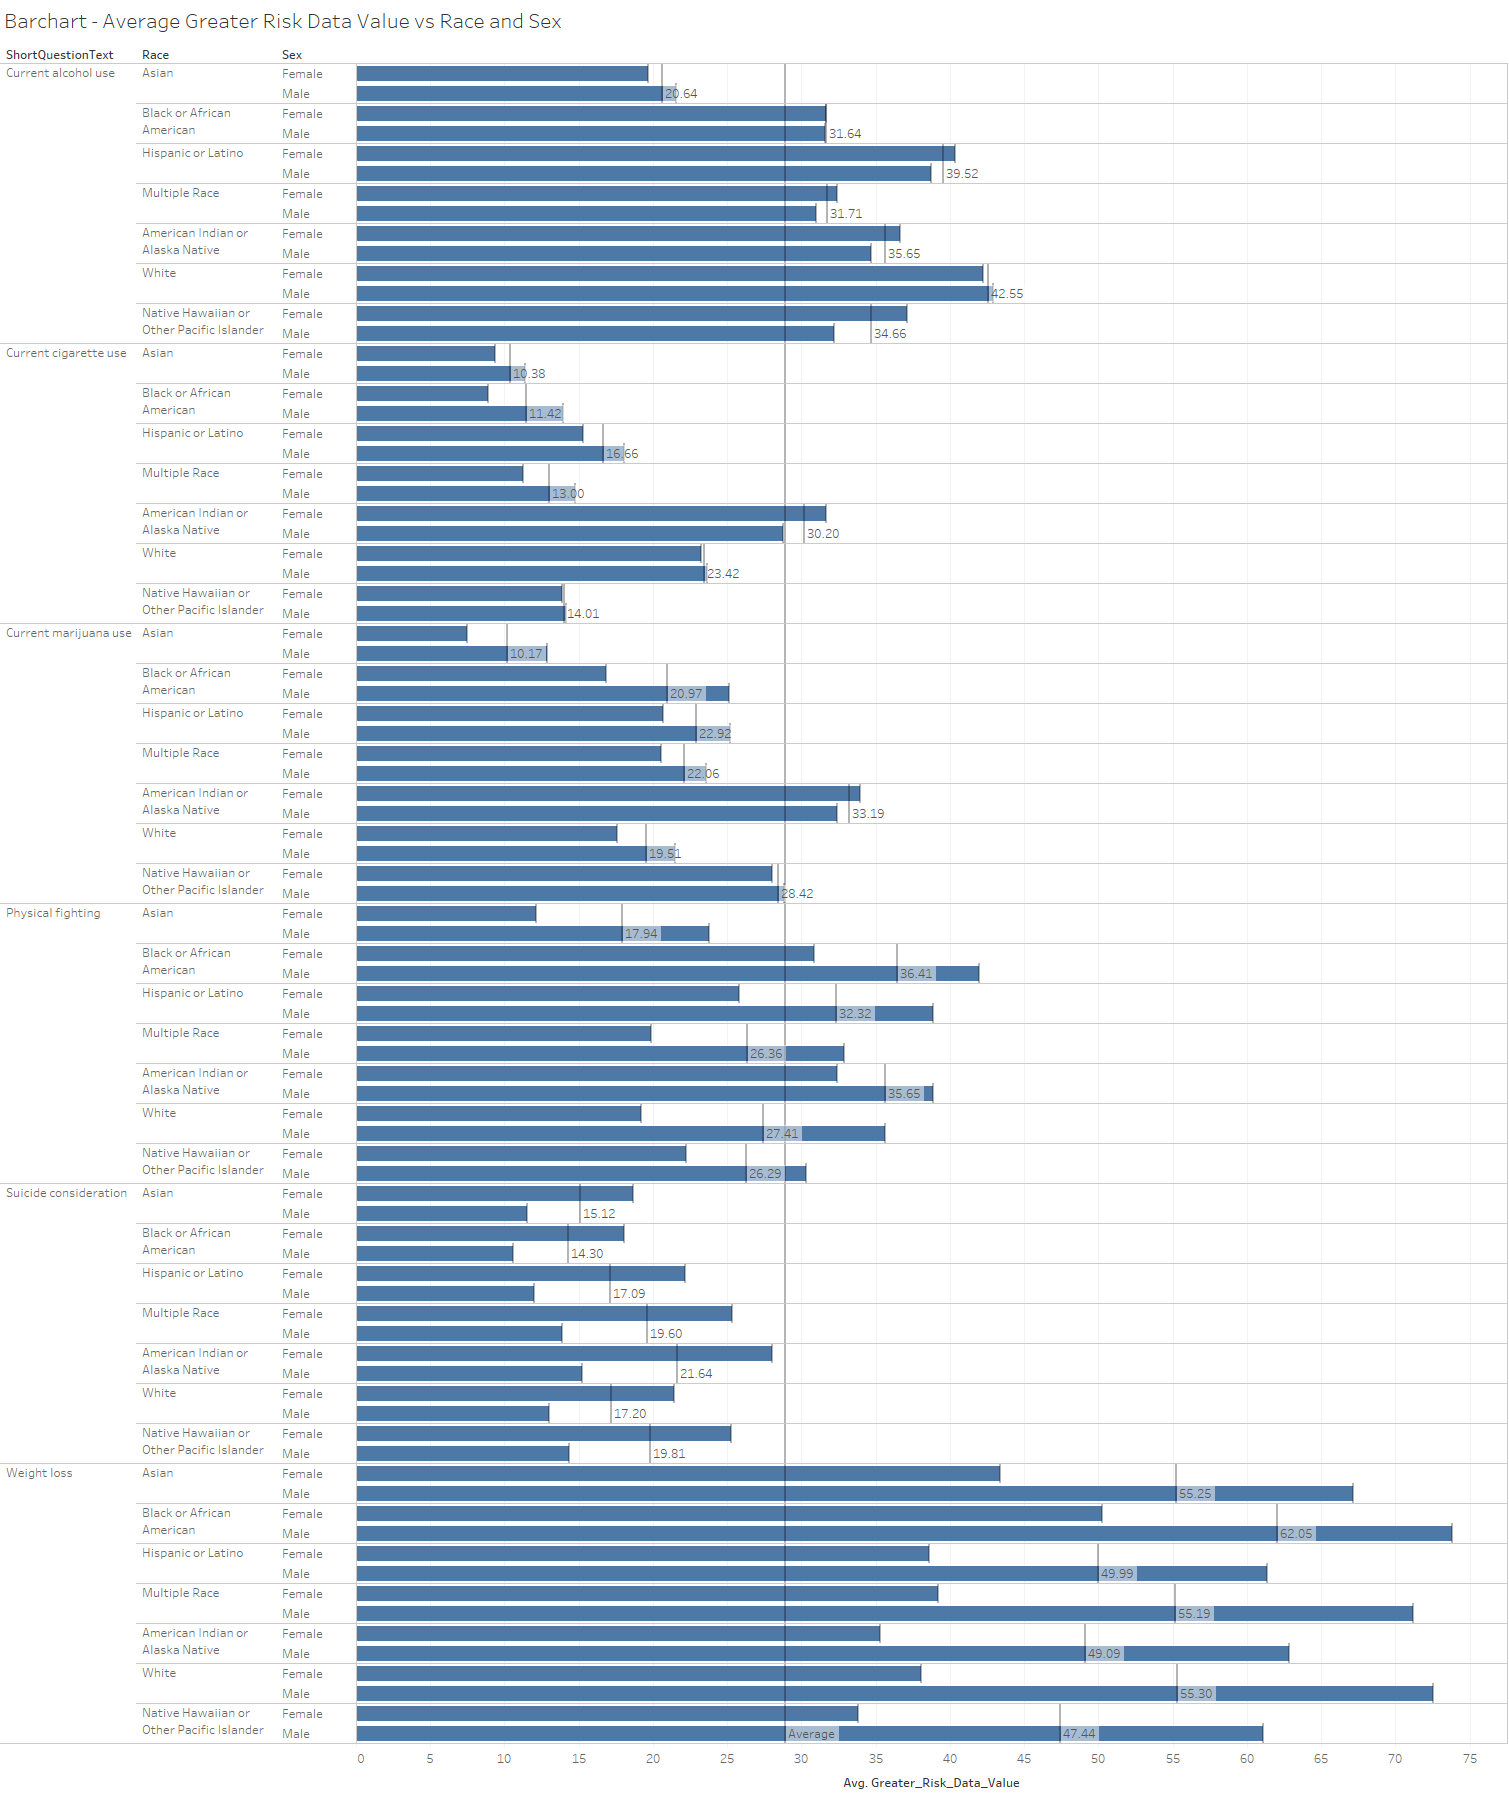 Barchart - Average Greater Risk Data Value vs Race and Sex
ShortQuestionText Race Sex
Current alcohol use Asian Female
Male 20.64
Black or African American Female
Male 31.64
Hispanic or Latino Female
Male 39.52
Multiple Race Female
Male 31.71
American Indian or Alaska Native Female
Male 35.65
White Female
Male 42.55
Native Hawaiian or Other Pacific Islander Female
Male 34.66
Current cigarette use Asian Female
Male 10.38
Black or African American Female
Male 11.42
Hispanic or Latino Female
Male 16.66
Multiple Race Female
Male 13.00
American Indian or Alaska Native Female
Male 30.20
White Female
Male 23.42
Native Hawaiian or Other Pacific Islander Female
Male 14.01
Current marijuana use Asian Female
Male 10.17
Black or African American Female
Male 20.97
Hispanic or Latino Female
Male 22.92
Multiple Race Female
Male 22.06
American Indian or Alaska Native Female
Male 33.19
White Female
Male 19.51
Native Hawaiian or Other Pacific Islander Female
Male 28.42
Physical fighting Asian Female
Male 17.94
Black or African American Female
Male 36.41
Hispanic or Latino Female
Male 32.32
Multiple Race Female
Male 26.36
American Indian or Alaska Native Female
Male 35.65
White Female
Male 27.41
Native Hawaiian or Other Pacific Islander Female
Male 26.29
Suicide consideration Asian Female
Male 15.12
Black or African American Female
Male 14.30
Hispanic or Latino Female
Male 17.09
Multiple Race Female
Male 19.60
American Indian or Alaska Native Female
Male 21.64
White Female
Male 17.20
Native Hawaiian or Other Pacific Islander Female
Male 19.81
Weight loss Asian Female
Male 55.25
Black or African American Female
Male 62.05
Hispanic or Latino Female
Male 49.99
Multiple Race Female
Male 55.19
American Indian or Alaska Native Female
Male 49.09
White Female
Male 55.30
Native Hawaiian or Other Pacific Islander Female
Male Average 47.44
0 5 10 15 20 25 30 35 40 45 50 55 60 65 70 75
Avg. Greater_Risk_Data_Value